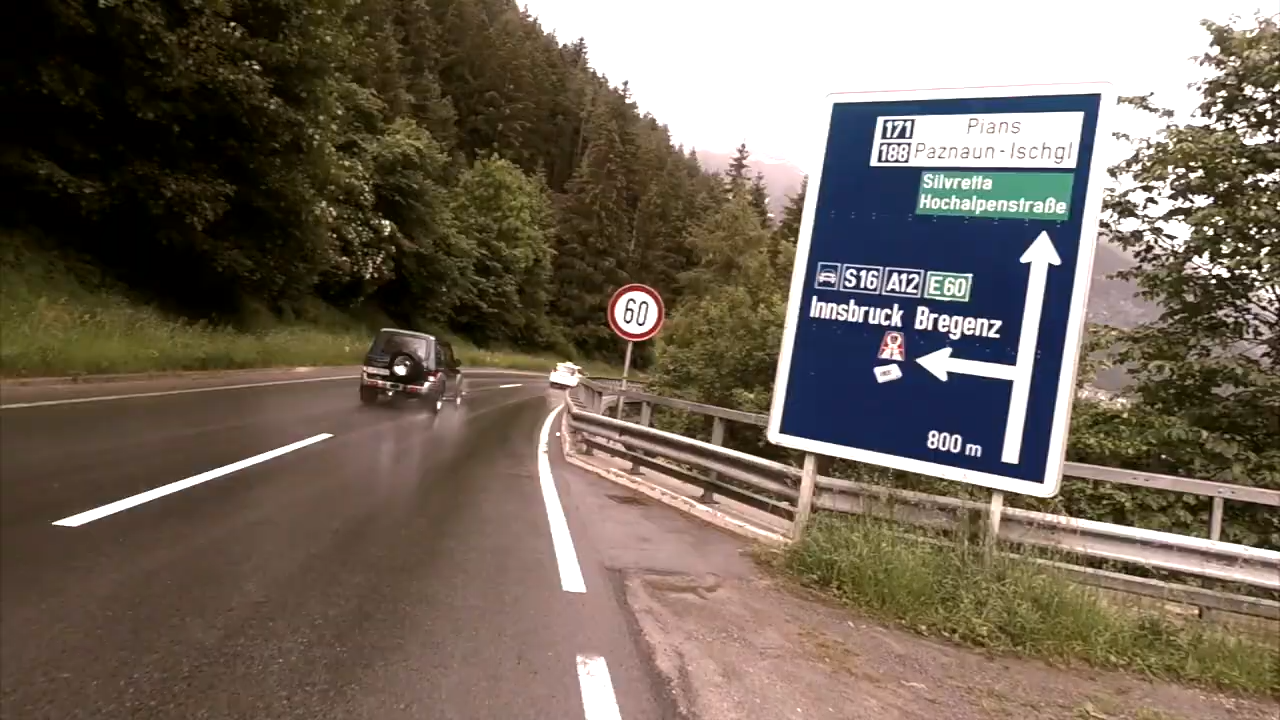 171 Pians
188 Paznaun-Ischgl
Silvretta
Hochalpenstraße
S16 A12 E60
Innsbruck Bregenz
800 m
60